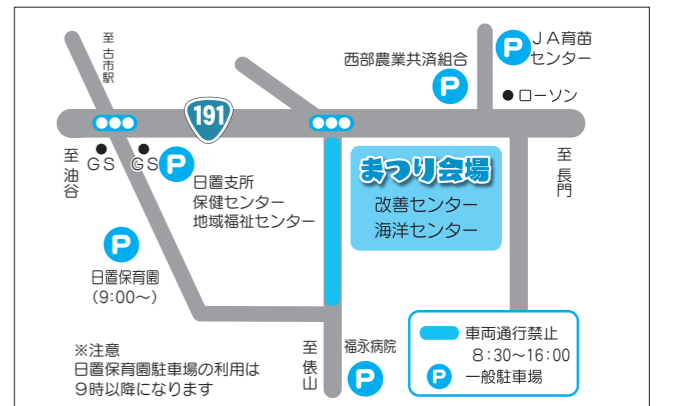 至古市駅
西部農業共済組合
P
P
JA育苗
センター
ローソン
191
至油谷
GS
GS
P
日置支所
保健センター
地域福祉センター
まつり会場
改善センター
海洋センター
至長門
P
日置保育園
(9:00～)
※注意
日置保育園駐車場の利用は
9時以降になります
至俵山
福永病院
P
車両通行禁止
8:30～16:00
P
一般駐車場